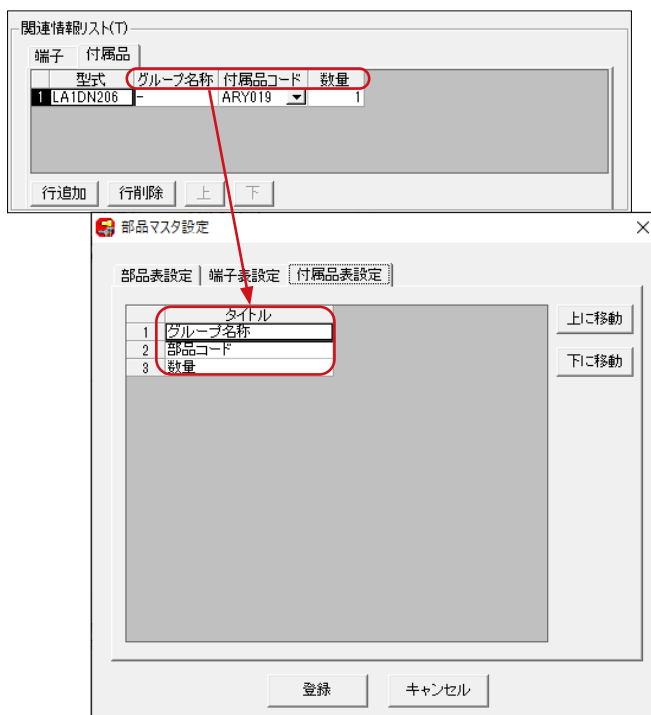 関連情報リスト(T)
端子 付属品
型式 グループ名称 付属品コード 数量
1 LA1DN206 - ARY019 1
行追加 行削除 上 下
部品マスタ設定
部品表設定 端子表設定 付属品表設定
タイトル
1 グループ名称
2 部品コード
3 数量
上に移動
下に移動
登録 キャンセル